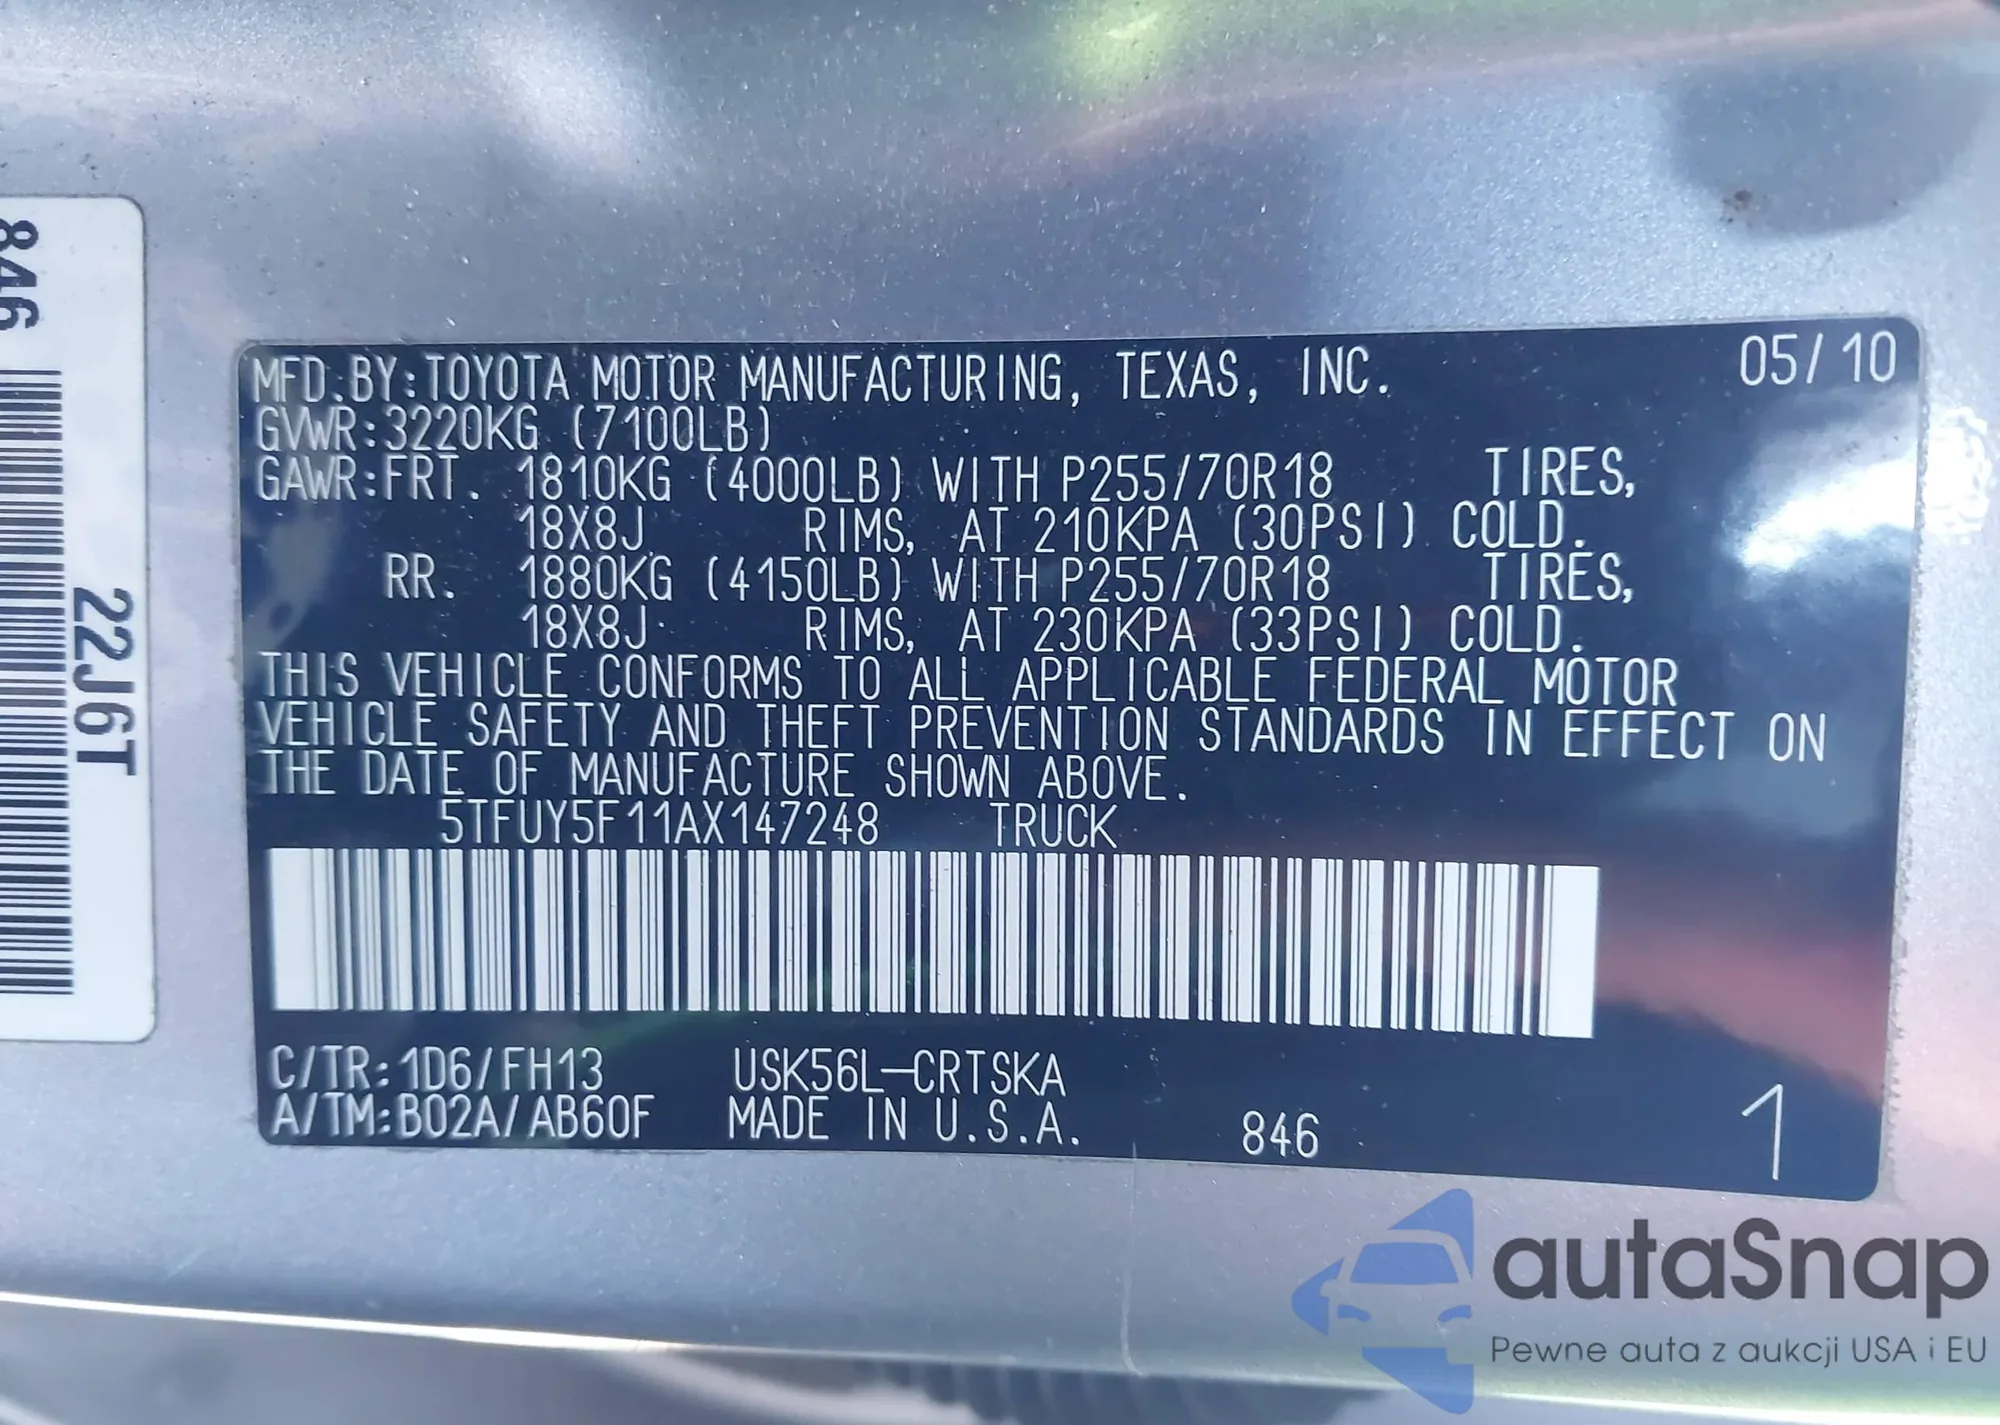 846
22J6T
MFD.BY:TOYOTA MOTOR MANUFACTURING, TEXAS, INC. 05/10
GVWR:3220KG (7100LB)
GAWR:FRT. 1810KG (4000LB) WITH P255/70R18 TIRES,
18X8J RIMS, AT 210KPA (30PSI) COLD.
RR. 1880KG (4150LB) WITH P255/70R18 TIRES,
18X8J RIMS, AT 230KPA (33PSI) COLD.
THIS VEHICLE CONFORMS TO ALL APPLICABLE FEDERAL MOTOR
VEHICLE SAFETY AND THEFT PREVENTION STANDARDS IN EFFECT ON
THE DATE OF MANUFACTURE SHOWN ABOVE.
5TFUY5F11AX147248 TRUCK
C/TR:1D6/FH13 USK56L-CRTSKA
A/TM:B02A/AB60F MADE IN U.S.A. 846 1
autaSnap
Pewne auta z aukcji USA i EU